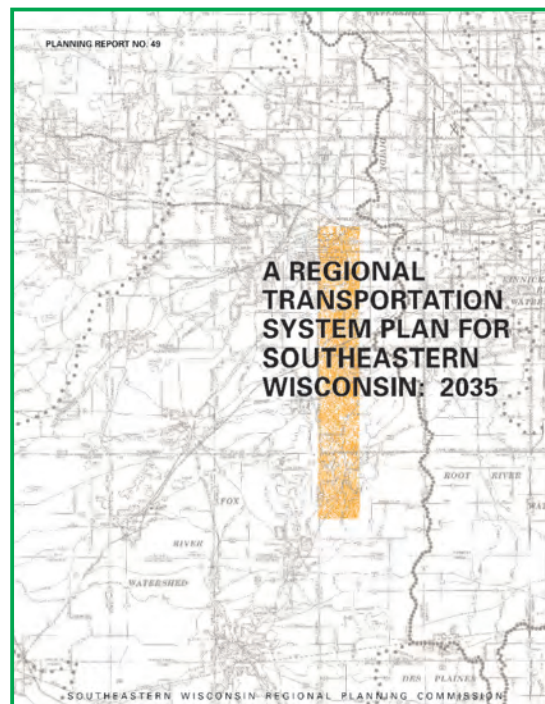 WATERSHED
PLANNING REPORT NO. 49
A REGIONAL
TRANSPORTATION
SYSTEM PLAN FOR
SOUTHEASTERN
WISCONSIN: 2035
ROOT RIVER
FOX
RIVER
WATERSHED
DES PLAINES
SOUTHEASTERN WISCONSIN REGIONAL PLANNING COMMISSION